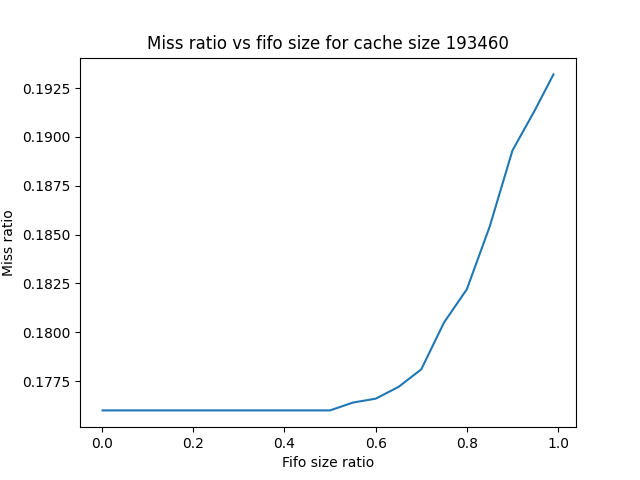 Miss ratio vs fifo size for cache size 193460
0.1925
0.1900
0.1875
0.1850
0.1825
0.1800
0.1775
Miss ratio
0.0 0.2 0.4 0.6 0.8 1.0
Fifo size ratio